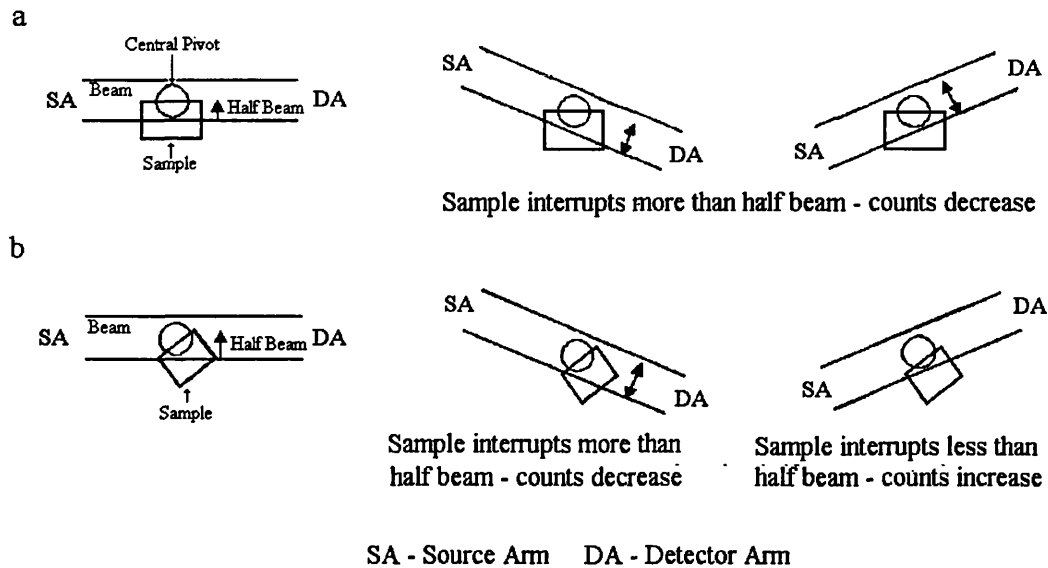 a
Central Pivot
SA
Beam
Half Beam
DA
Sample
SA
DA
DA
SA
Sample interrupts more than half beam - counts decrease
b
SA
Beam
Half Beam
DA
Sample
SA
DA
DA
SA
Sample interrupts more than
half beam - counts decrease
Sample interrupts less than
half beam - counts increase
SA - Source Arm DA - Detector Arm